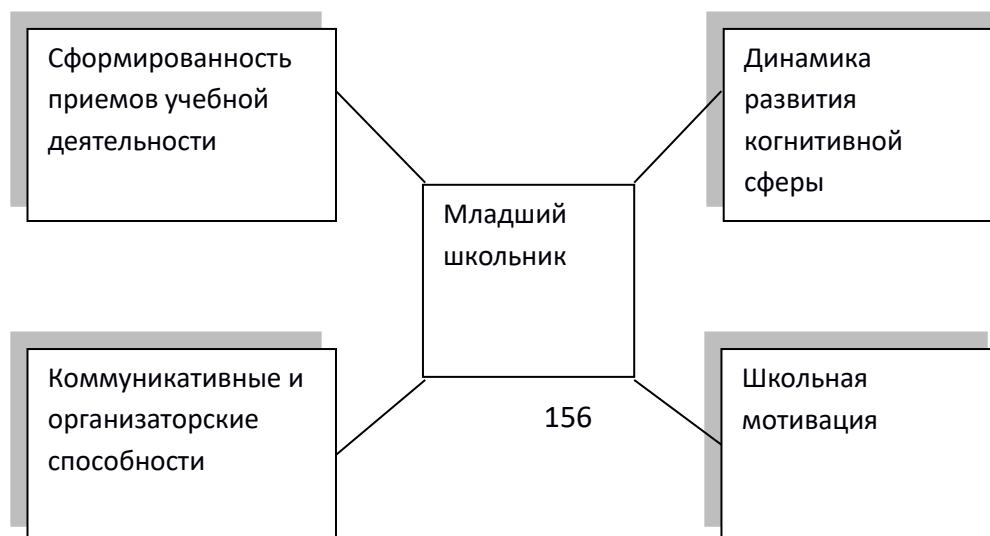 Сформированность
приемов учебной
деятельности
Динамика
развития
когнитивной
сферы
Младший
школьник
Коммуникативные и
организаторские
способности
156
Школьная
мотивация